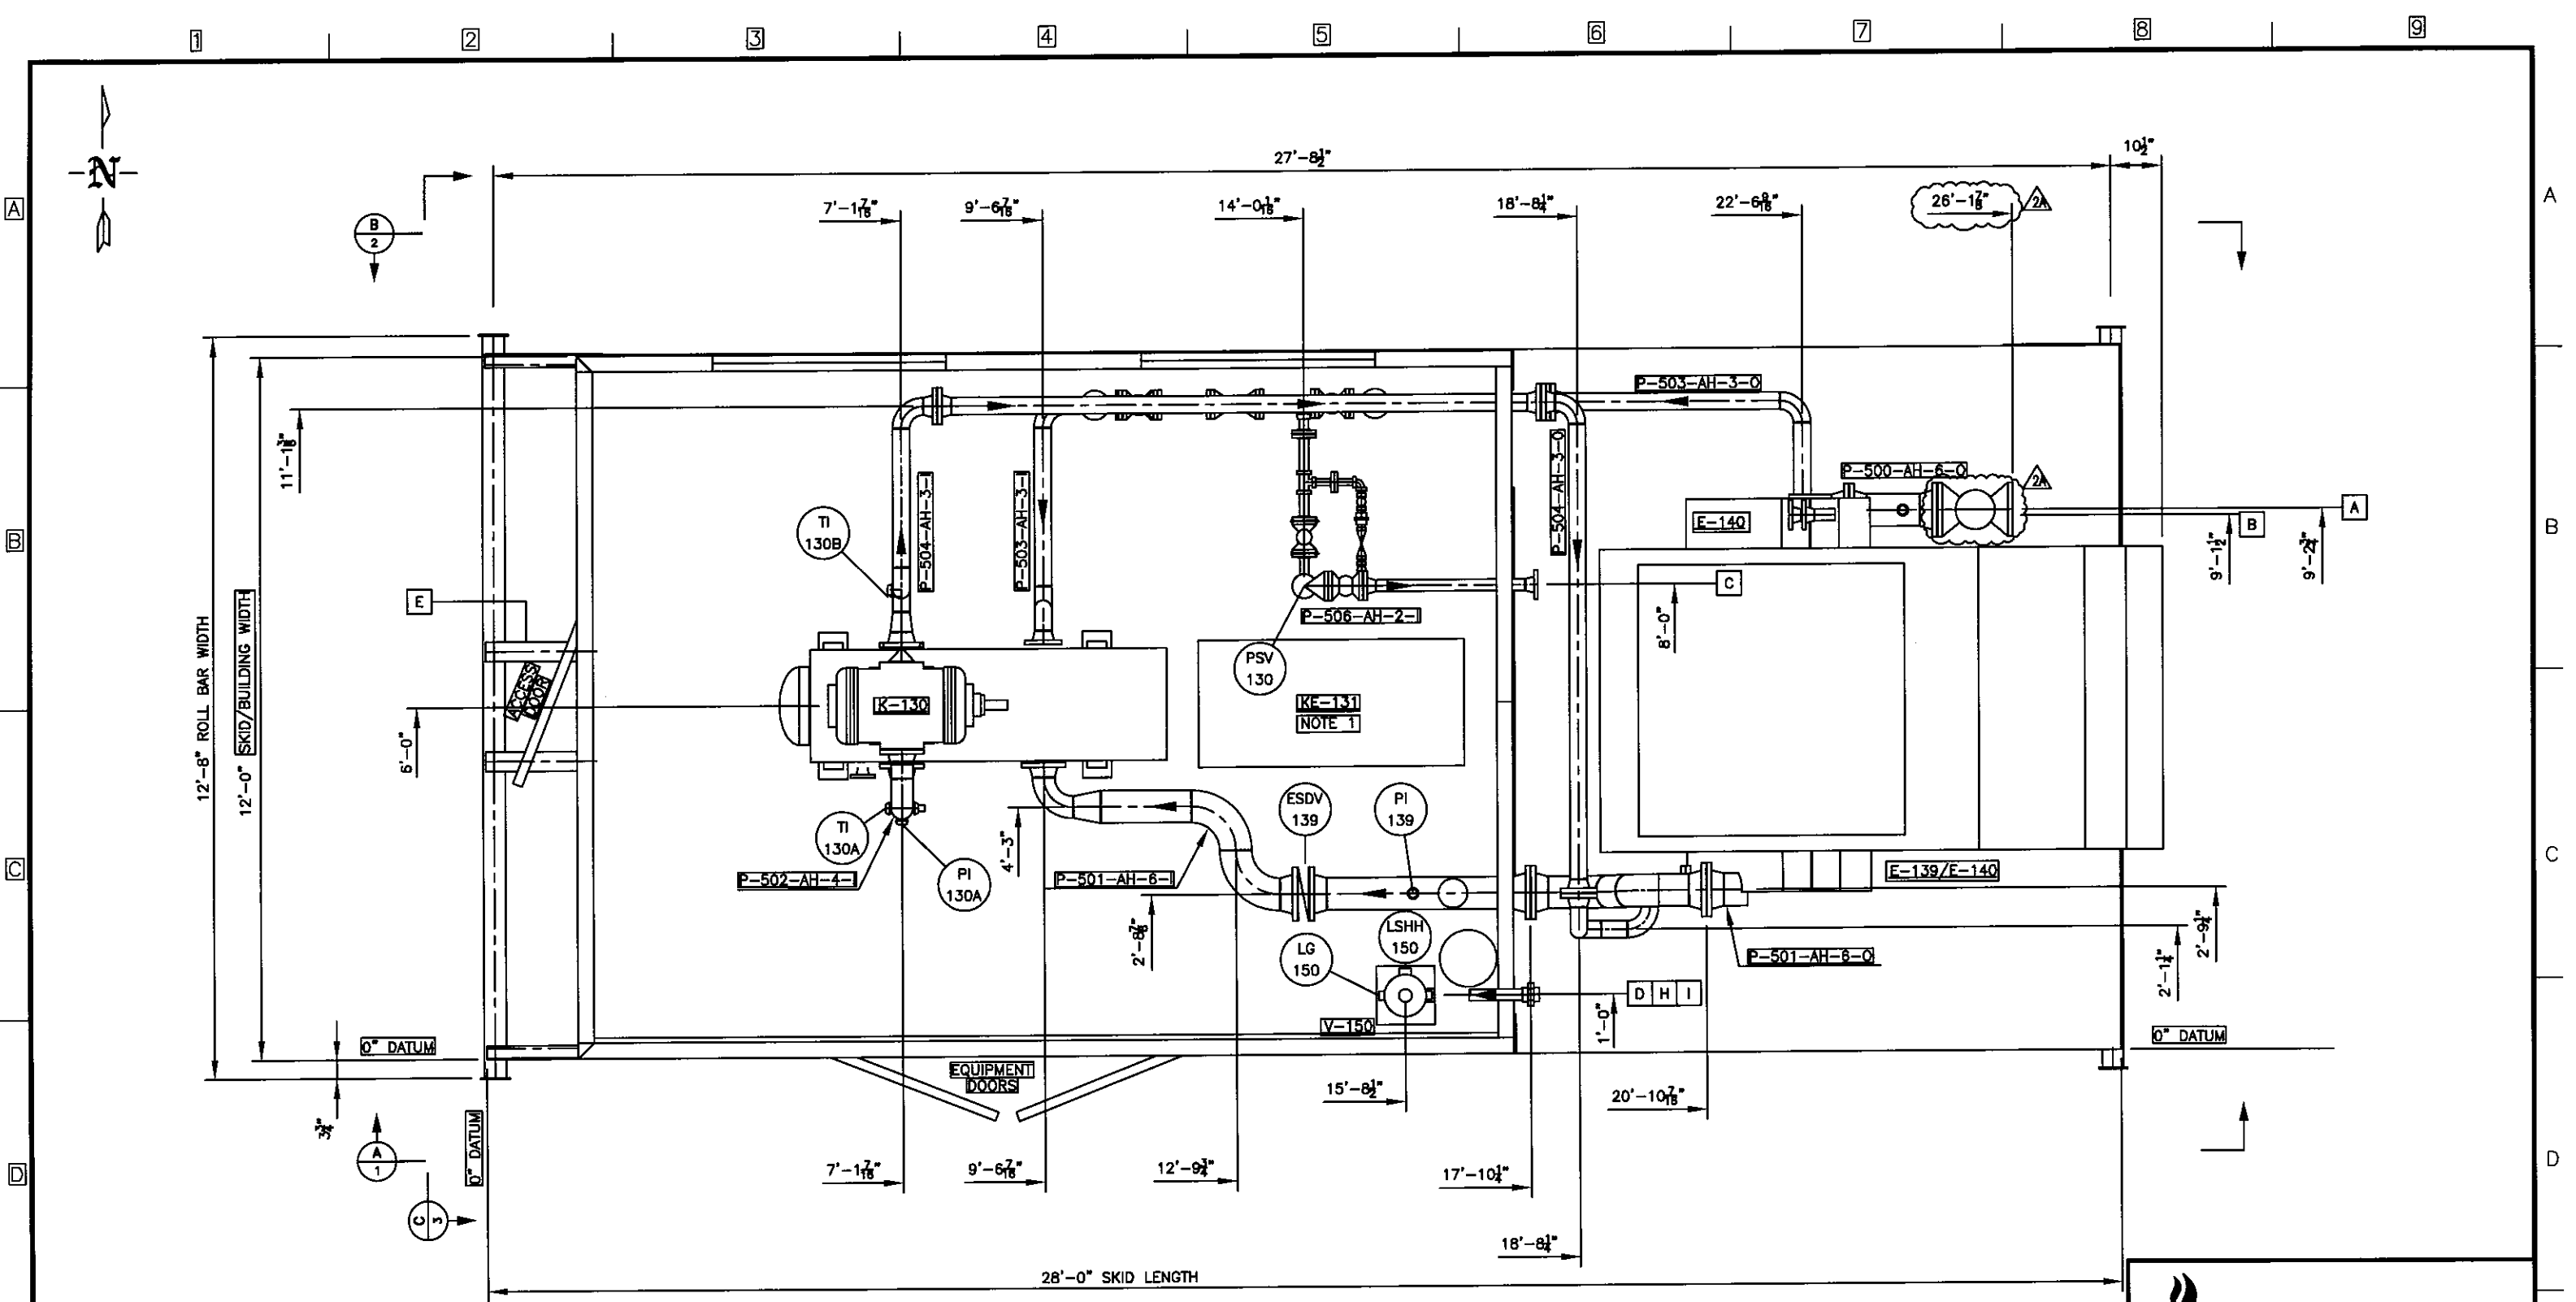 1 2 3 4 5 6 7 8 9
A
A
N
27'-8½"
10½"
B
2
7'-1⁷⁄₁₆"
9'-6⁷⁄₁₆"
14'-0¹⁄₁₆"
18'-8¼"
22'-6⁹⁄₁₆"
26'-1⅞"
2A
P-503-AH-3-O
11'-1³⁄₁₆"
P-504-AH-3-I
P-503-AH-3-I
P-504-AH-3-O
P-500-AH-6-O
2A
TI
130B
E-140
A
B
B
B
9'-1½"
9'-2¾"
E
C
P-506-AH-2-I
8'-0"
12'-8" ROLL BAR WIDTH
12'-0" SKID/BUILDING WIDTH
ACCESS
DOOR
PSV
130
K-130
KE-131
NOTE 1
6'-0"
ESDV
139
PI
139
TI
130A
4'-3"
C
C
P-502-AH-4-I
PI
130A
P-501-AH-6-I
E-139/E-140
2'-8⅞"
LSHH
150
LG
150
P-501-AH-6-O
2'-1¼"
2'-9¼"
D H I
1'-0"
V-150
0" DATUM
0" DATUM
EQUIPMENT
DOORS
15'-8½"
20'-10⁷⁄₁₆"
3¾"
0" DATUM
A
1
D
D
7'-1⁷⁄₁₆"
9'-6⁷⁄₁₆"
12'-9¾"
17'-10¼"
C
3
18'-8¼"
28'-0" SKID LENGTH